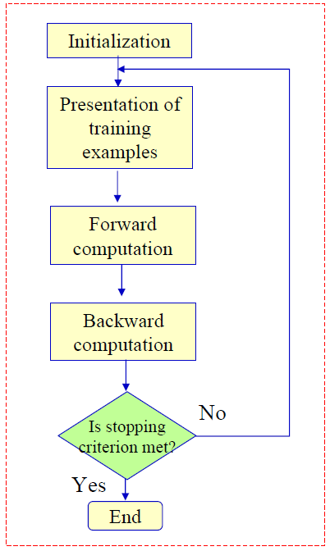 Initialization
Presentation of
training
examples
Forward
computation
Backward
computation
Is stopping
criterion met?
No
Yes
End